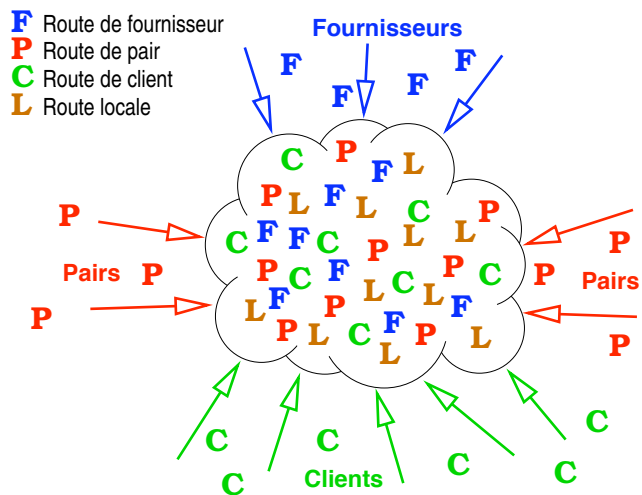 F Route de fournisseur
P Route de pair
C Route de client
L Route locale
Fournisseurs
F F
F F
C P F L
P L F L C P
P
C F F C P L L
P
Pairs P
P C F L C L P C
P Pairs
P
L F P F L F
P L C L P L
P
C C
C
C
Clients
C C